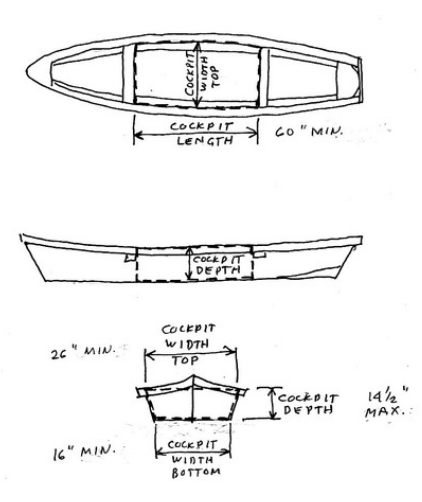 COCKPIT
WIDTH
TOP
COCKPIT
LENGTH
60" MIN.
COCKPIT
DEPTH
COCKPIT
WIDTH
TOP
26" MIN.
COCKPIT
DEPTH
14 1/2"
MAX.
16" MIN.
COCKPIT
WIDTH
BOTTOM